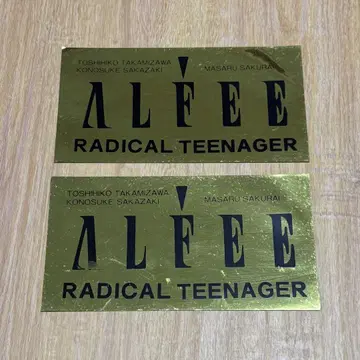 TOSHIHIKO TAKAMIZAWA
KONOSUKE SAKAZAKI MASARU SAKURAI
ALFEE
RADICAL TEENAGER
TOSHIHIKO TAKAMIZAWA
KONOSUKE SAKAZAKI MASARU SAKURAI
ALFEE
RADICAL TEENAGER